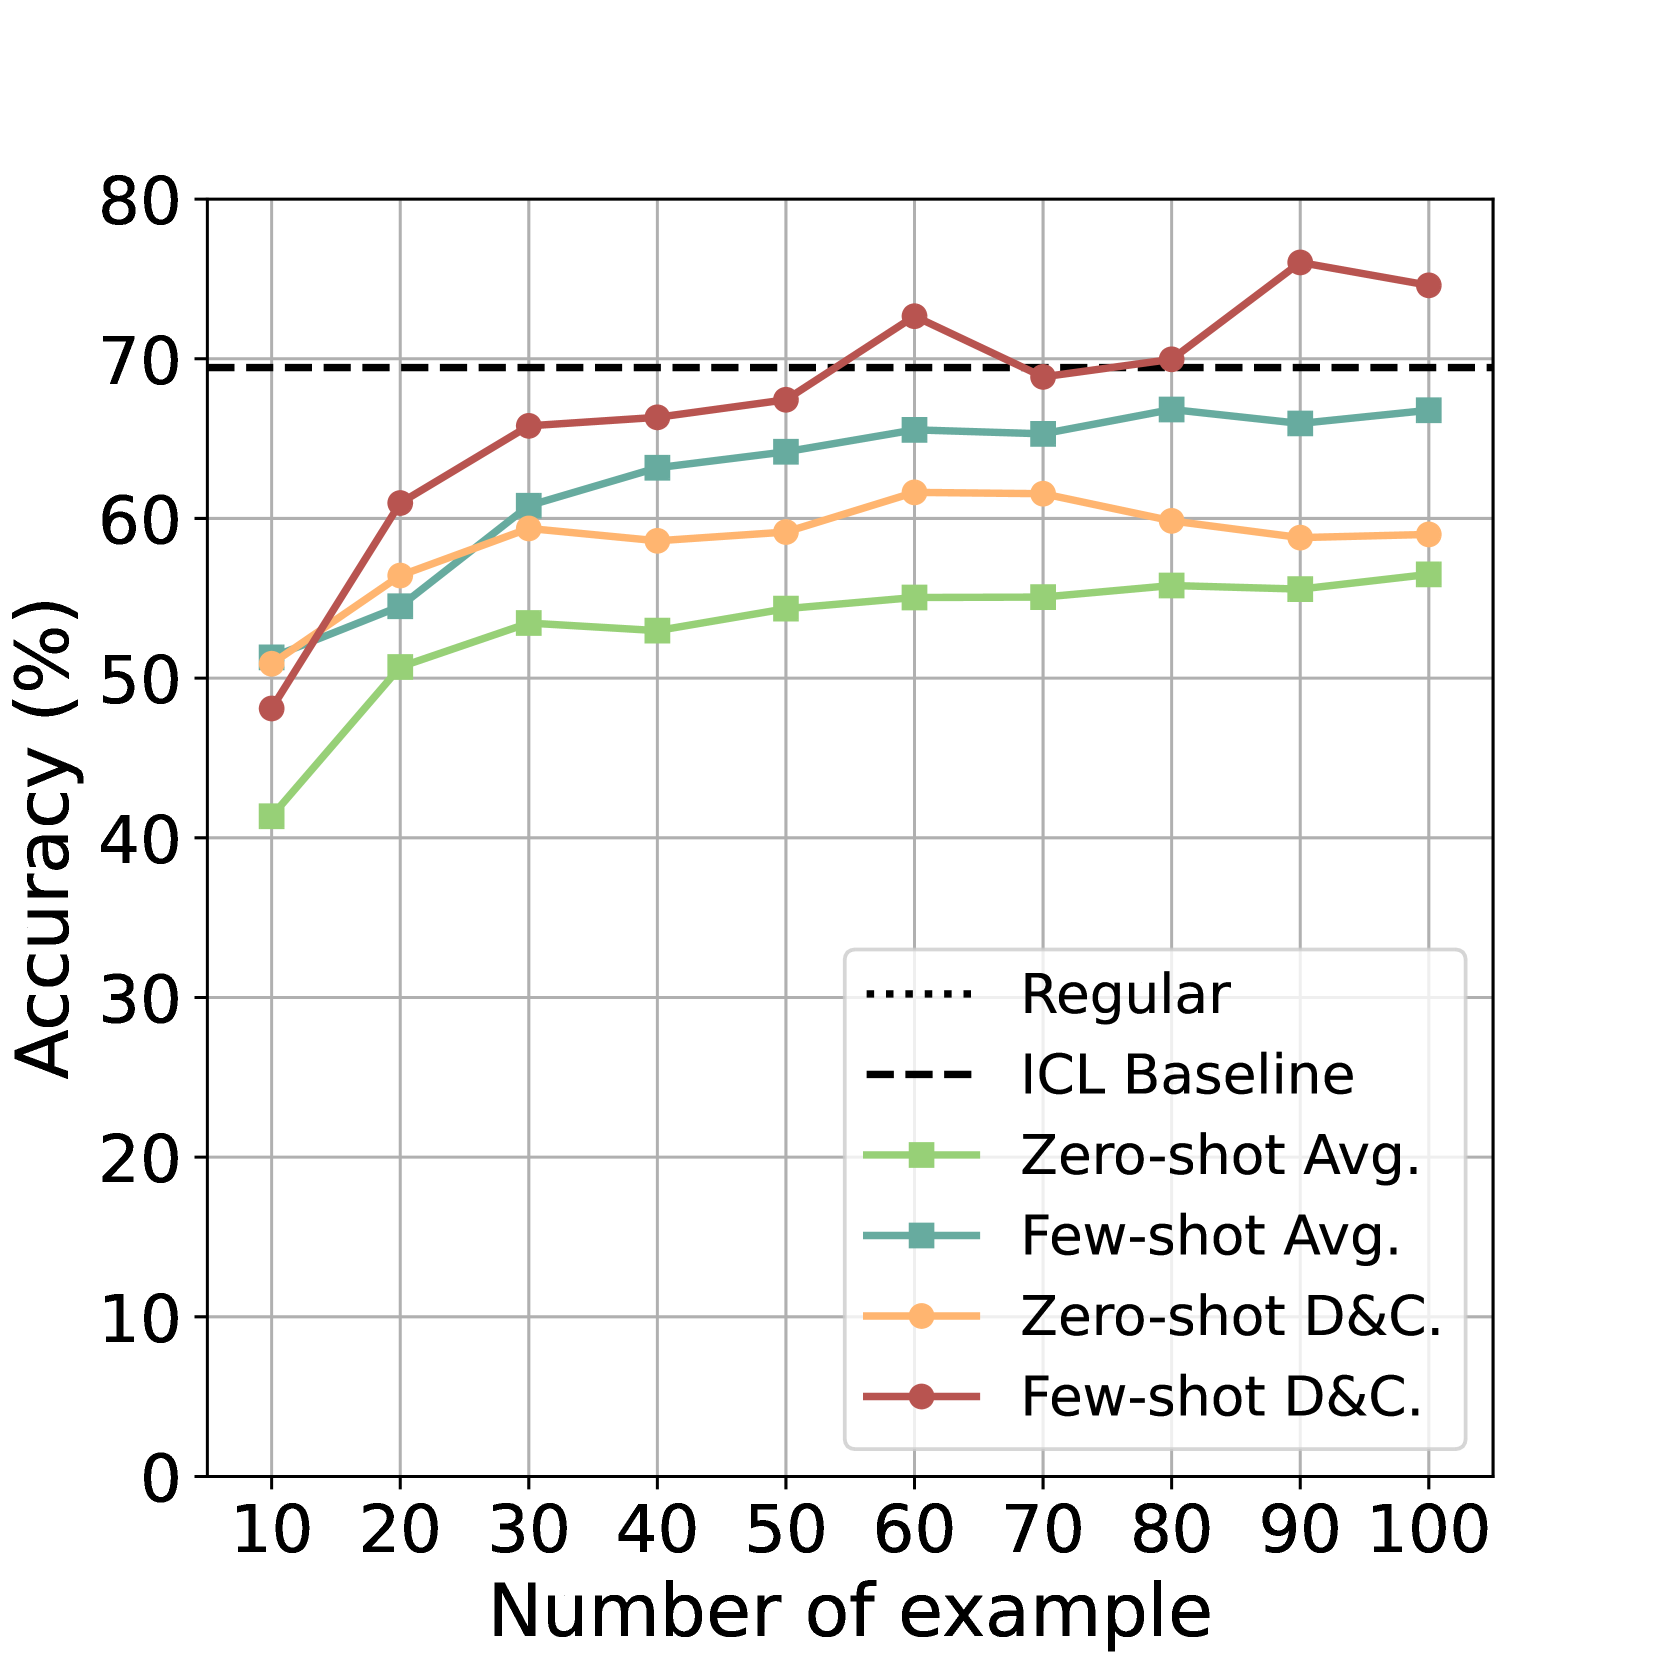 80
70
60
50
40
30
20
10
0
Accuracy (%)
Regular
ICL Baseline
Zero-shot Avg.
Few-shot Avg.
Zero-shot D&C.
Few-shot D&C.
10 20 30 40 50 60 70 80 90 100
Number of example